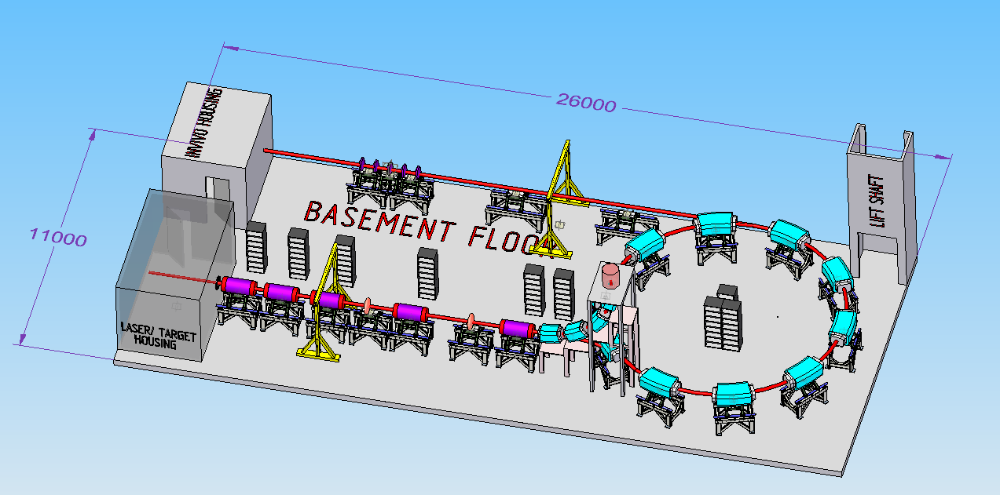 26000
INVIVO HOUSING
LIFT SHAFT
BASEMENT FLOO
11000
LASER/ TARGET
HOUSING